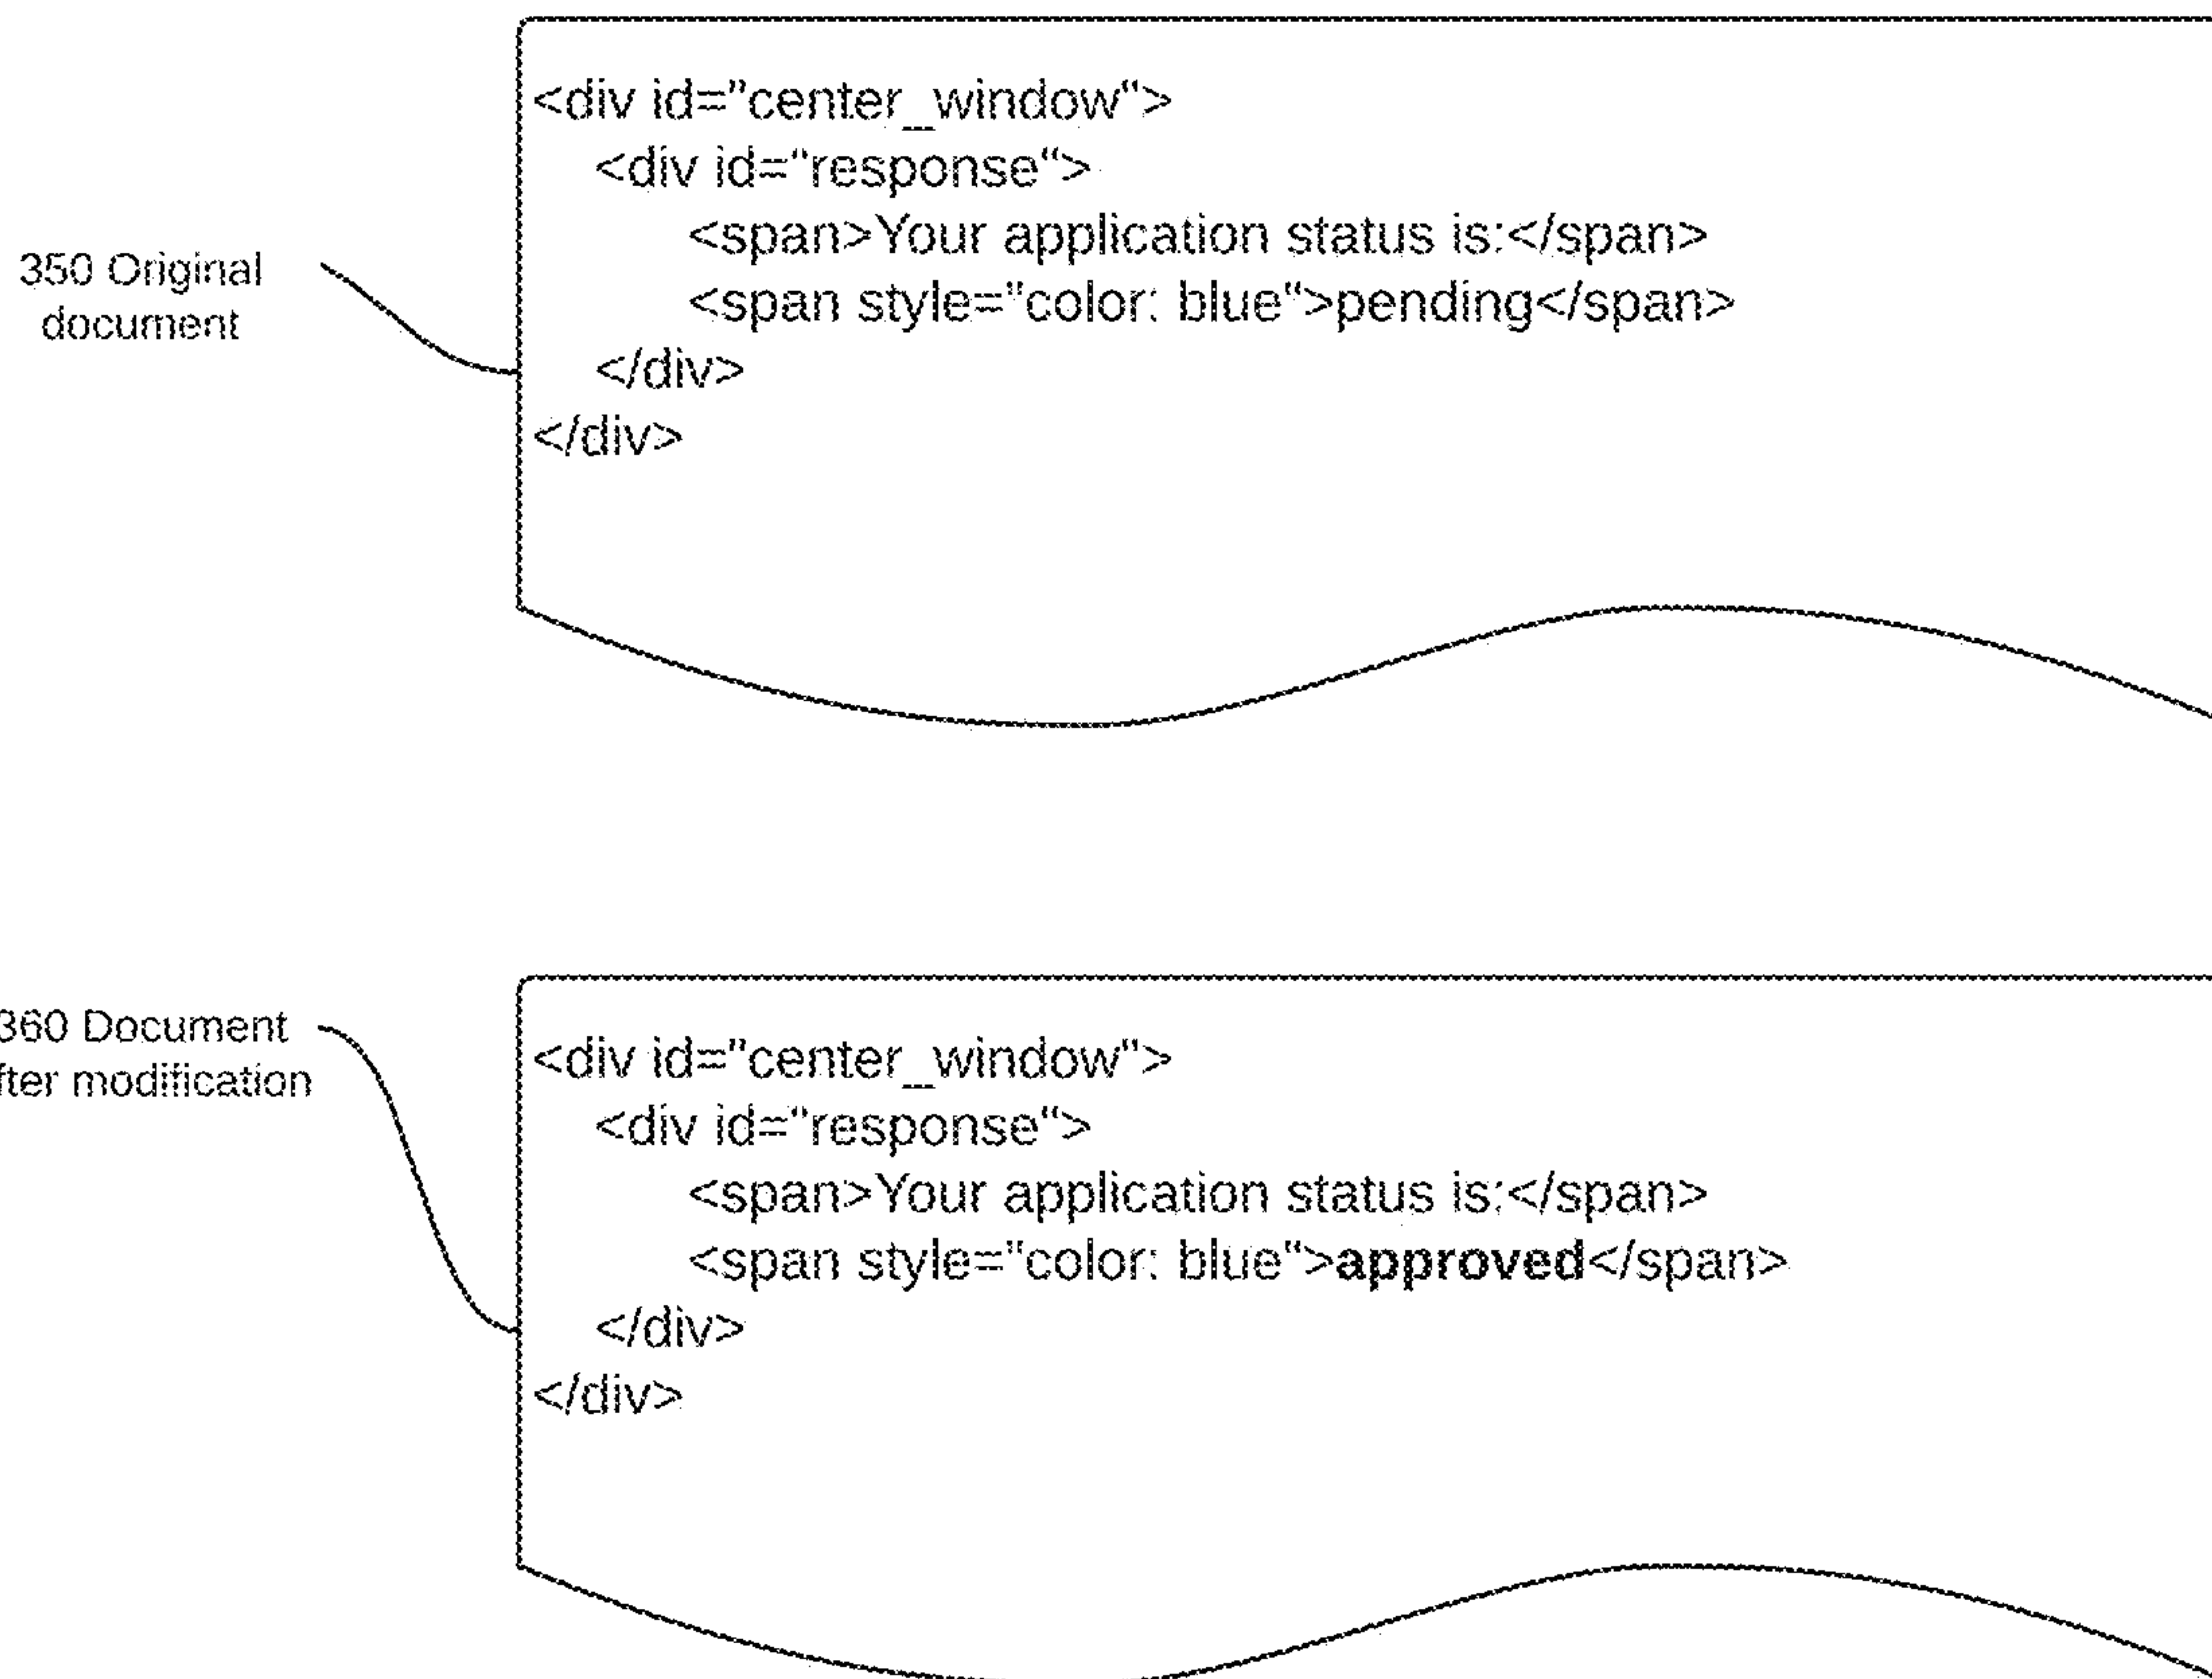 <div id="center_window“>
<div id=“response“>
<span>Your application status is:</span>
<span style="color: blue“>pending</span>
</div>
</div>
350 Original
document
360 Document
fter modification
<div id="center_window“>
<div id=“response“>
<span>Your application status is:</span>
<span style="color: blue“>approved</span>
</div>
</div>